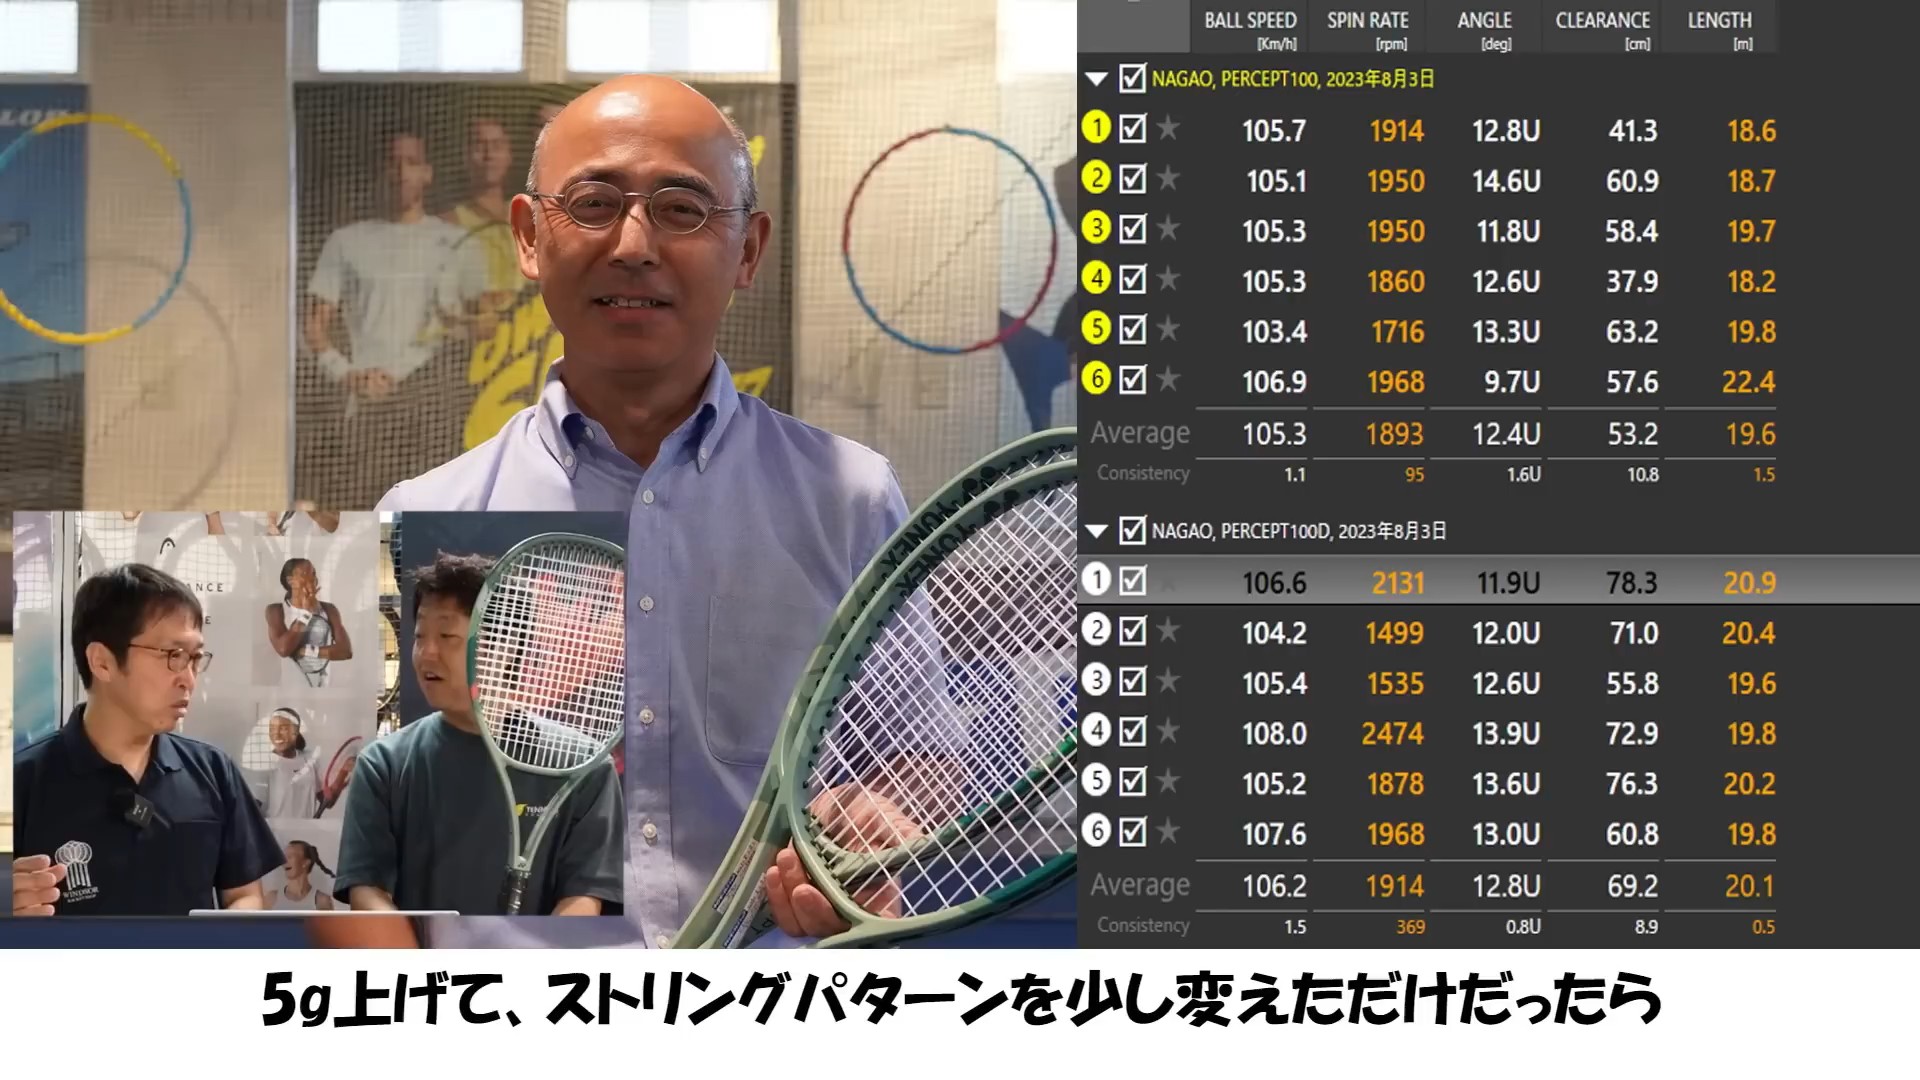 BALL SPEED SPIN RATE ANGLE CLEARANCE LENGTH
[Km/h] [rpm] [deg] [cm] [m]
NAGAO, PERCEPT100, 2023年8月3日
1 105.7 1914 12.8U 41.3 18.6
2 105.1 1950 14.6U 60.9 18.7
3 105.3 1950 11.8U 58.4 19.7
4 105.3 1860 12.6U 37.9 18.2
5 103.4 1716 13.3U 63.2 19.8
6 106.9 1968 9.7U 57.6 22.4
Average 105.3 1893 12.4U 53.2 19.6
Consistency 1.1 95 1.6U 10.8 1.5
NAGAO, PERCEPT100D, 2023年8月3日
1 106.6 2131 11.9U 78.3 20.9
2 104.2 1499 12.0U 71.0 20.4
3 105.4 1535 12.6U 55.8 19.6
4 108.0 2474 13.9U 72.9 19.8
5 105.2 1878 13.6U 76.3 20.2
6 107.6 1968 13.0U 60.8 19.8
Average 106.2 1914 12.8U 69.2 20.1
Consistency 1.5 369 0.8U 8.9 0.5
YONEX
YONEX
WINDSOR
5g上げて、ストリングパターンを少し変えただけだったら